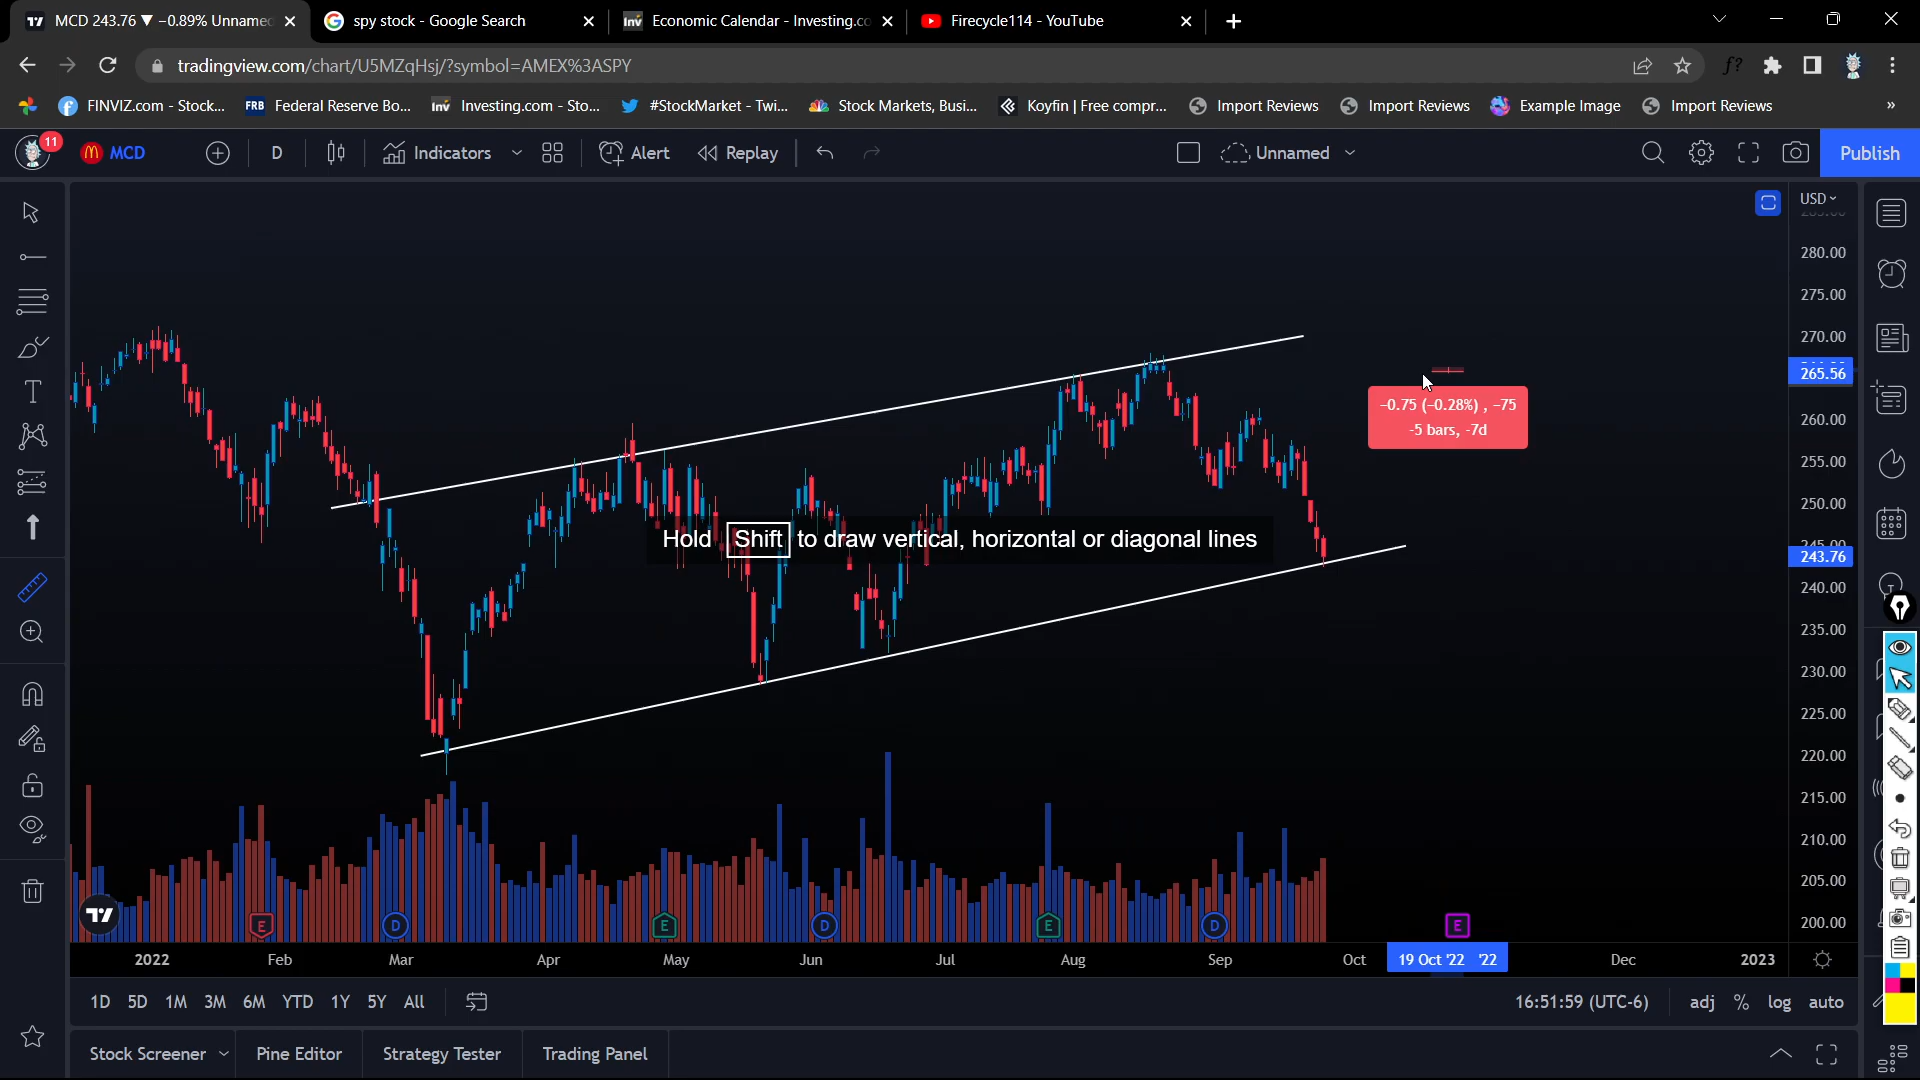 MCD 243.76 ▼ −0.89% Unname
spy stock - Google Search
Inv Economic Calendar - Investing.co
Firecycle114 - YouTube
tradingview.com/chart/U5MZqHsj/?symbol=AMEX%3ASPY
f?
FINVIZ.com - Stock...
FRB Federal Reserve Bo...
Inv Investing.com - Sto...
#StockMarket - Twi...
Stock Markets, Busi...
Koyfin | Free compr...
Import Reviews
Import Reviews
Example Image
Import Reviews
»
11
MCD
D
Indicators
Alert
Replay
Unnamed
Publish
USD
280.00
275.00
270.00
265.56
260.00
255.00
250.00
245.00
243.76
240.00
235.00
230.00
225.00
220.00
215.00
210.00
205.00
200.00
-0.75 (-0.28%) , -75
-5 bars, -7d
Hold Shift to draw vertical, horizontal or diagonal lines
E D E D E D E
2022 Feb Mar Apr May Jun Jul Aug Sep Oct 19 Oct '22 '22 Dec 2023
1D 5D 1M 3M 6M YTD 1Y 5Y All
16:51:59 (UTC-6) adj % log auto
Stock Screener Pine Editor Strategy Tester Trading Panel